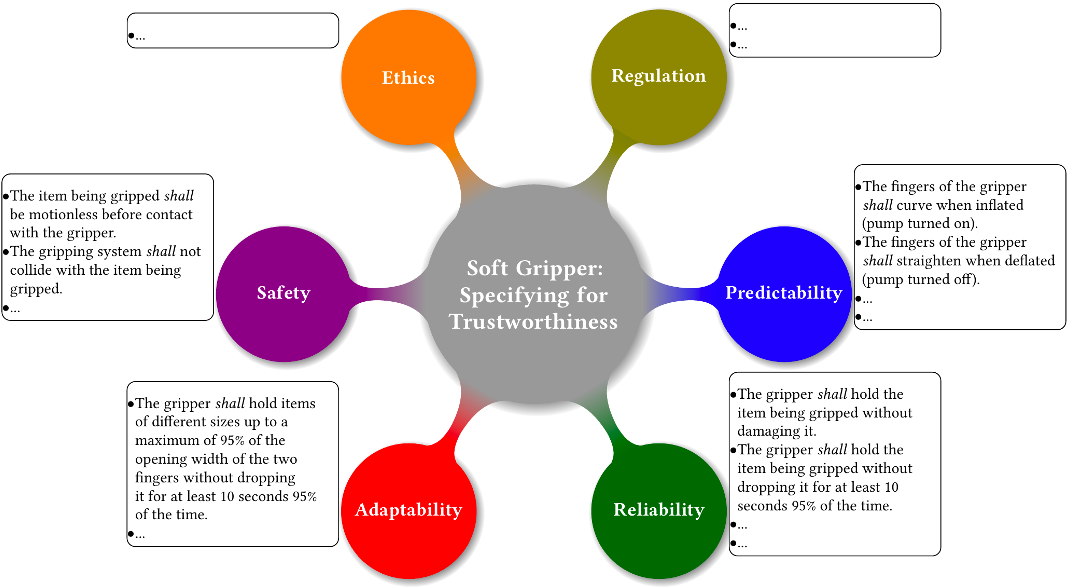 ●...
Ethics
Regulation
●...
●...
●The item being gripped shall
be motionless before contact
with the gripper.
●The gripping system shall not
collide with the item being
gripped.
●...
Safety
Soft Gripper:
Specifying for
Trustworthiness
Predictability
●The fingers of the gripper
shall curve when inflated
(pump turned on).
●The fingers of the gripper
shall straighten when deflated
(pump turned off).
●...
●...
●The gripper shall hold items
of different sizes up to a
maximum of 95% of the
opening width of the two
fingers without dropping
it for at least 10 seconds 95%
of the time.
●...
Adaptability
Reliability
●The gripper shall hold the
item being gripped without
damaging it.
●The gripper shall hold the
item being gripped without
dropping it for at least 10
seconds 95% of the time.
●...
●...